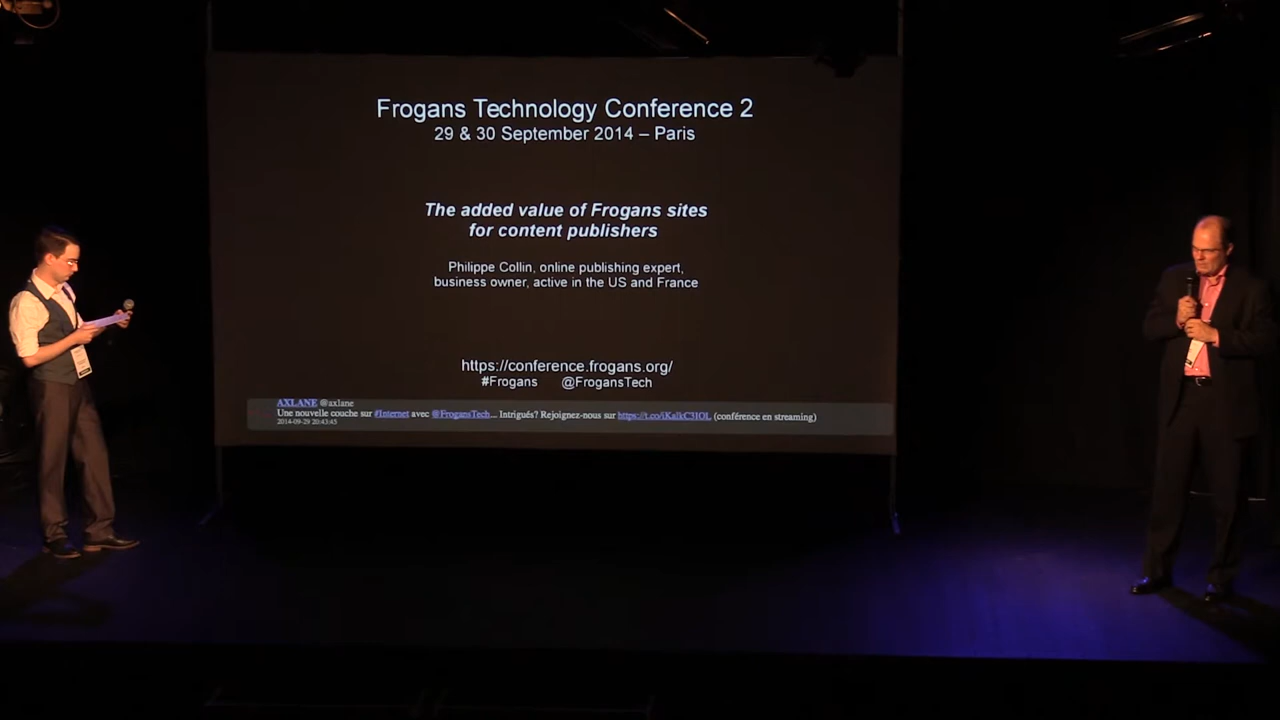 Frogans Technology Conference 2
29 & 30 September 2014 – Paris
The added value of Frogans sites
for content publishers
Philippe Collin, online publishing expert,
business owner, active in the US and France
https://conference.frogans.org/
#Frogans @FrogansTech
AXLANE @axlane
Une nouvelle couche sur #Internet avec @FrogansTech... Intrigués? Rejoignez-nous sur (conférence en streaming)
2014-09-29 20:43:45